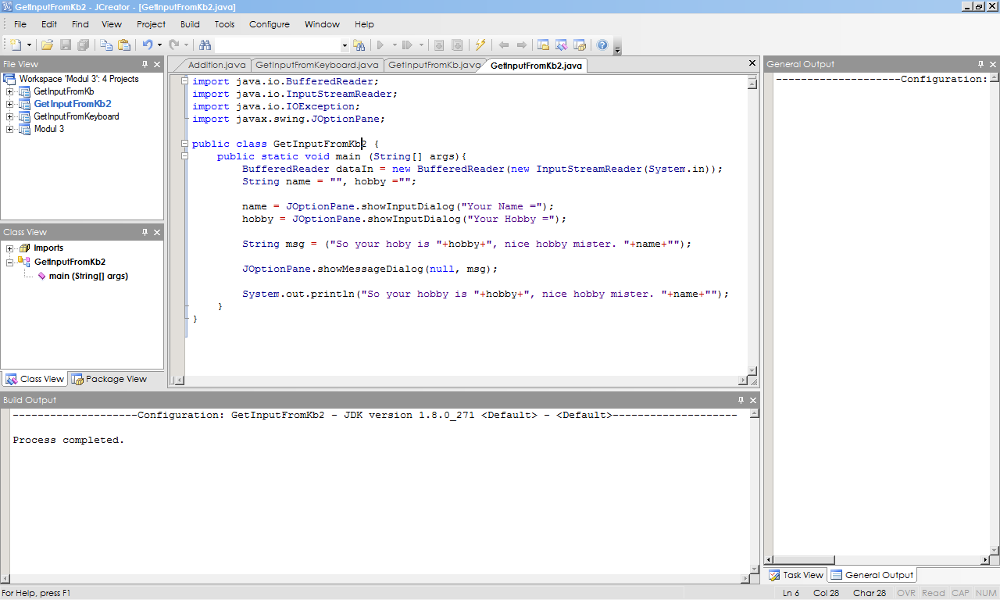 GetInputFromKb2 - JCreator - [GetInputFromKb2.java]
File Edit Find View Project Build Tools Configure Window Help
File View
Workspace 'Modul 3': 4 Projects
GetInputFromKb
GetInputFromKb2
GetInputFromKeyboard
Modul 3
Class View
Imports
GetInputFromKb2
main (String[] args)
Class View Package View
Addition.java GetInputFromKeyboard.java GetInputFromKb.java GetInputFromKb2.java
import java.io.BufferedReader;
import java.io.InputStreamReader;
import java.io.IOException;
import javax.swing.JOptionPane;
public class GetInputFromKb2 {
public static void main (String[] args){
BufferedReader dataIn = new BufferedReader(new InputStreamReader(System.in));
String name = "", hobby ="";
name = JOptionPane.showInputDialog("Your Name =");
hobby = JOptionPane.showInputDialog("Your Hobby =");
String msg = ("So your hoby is "+hobby+", nice hobby mister. "+name+"");
JOptionPane.showMessageDialog(null, msg);
System.out.println("So your hobby is "+hobby+", nice hobby mister. "+name+"");
}
}
General Output
--------------------Configuration:
Task View General Output
Build Output
--------------------Configuration: GetInputFromKb2 - JDK version 1.8.0_271 <Default> - <Default>--------------------
Process completed.
For Help, press F1
Ln 6 Col 28 Char 28 OVR Read CAP NUM